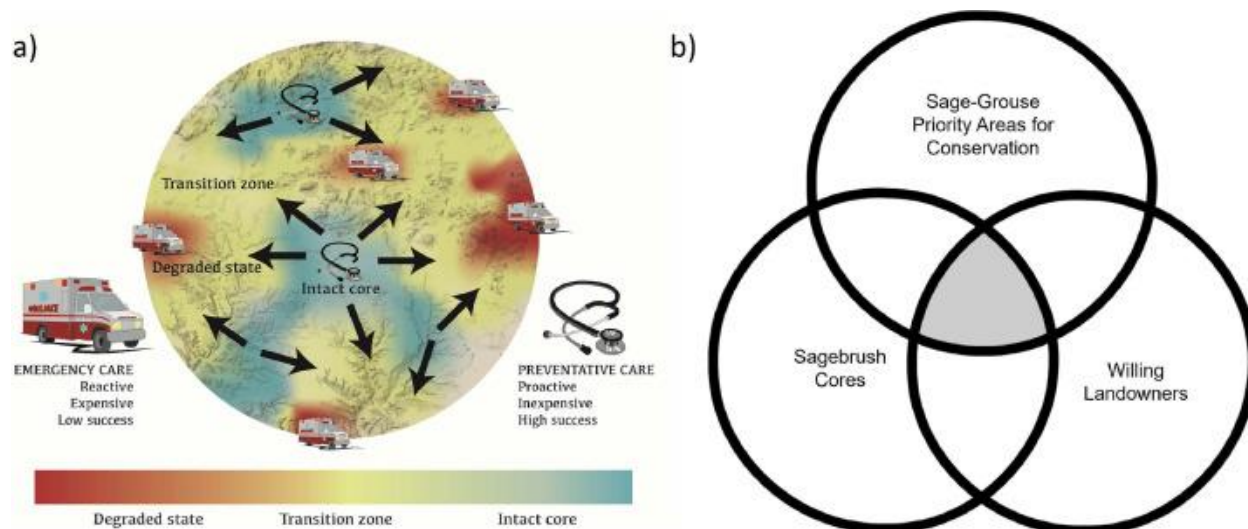 a)
Transition zone
Degraded state
Intact core
EMERGENCY CARE
Reactive
Expensive
Low success
PREVENTATIVE CARE
Proactive
Inexpensive
High success
Degraded state
Transition zone
Intact core
b)
Sage-Grouse
Priority Areas for
Conservation
Sagebrush
Cores
Willing
Landowners